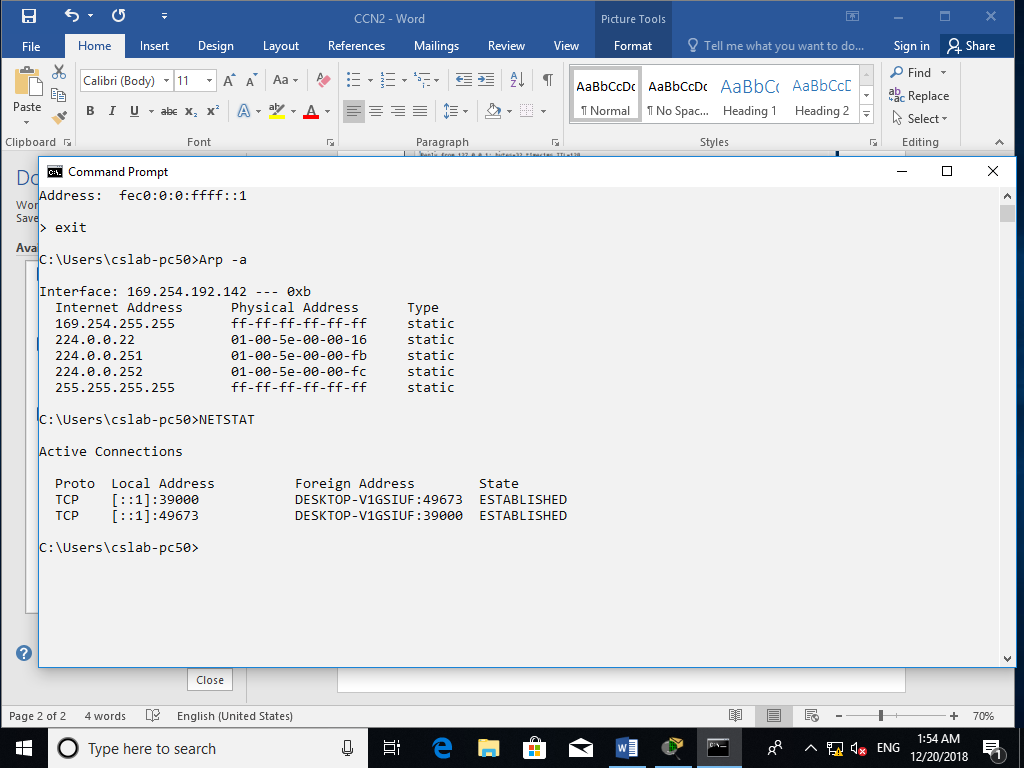 CCN2 - Word
Picture Tools
File
Home
Insert
Design
Layout
References
Mailings
Review
View
Format
Tell me what you want to do...
Sign in
Share
Paste
Calibri (Body)
11
Aa
B I U abc x₂ x²
AaBbCcDc
¶ Normal
AaBbCcDc
¶ No Spac...
AaBbCc
Heading 1
AaBbCcD
Heading 2
Find
Replace
Select
Clipboard
Font
Paragraph
Styles
Editing
Command Prompt
Address:  fec0:0:0:ffff::1
> exit
C:\Users\cslab-pc50>Arp -a
Interface: 169.254.192.142 --- 0xb
Internet Address Physical Address Type
169.254.255.255 ff-ff-ff-ff-ff-ff static
224.0.0.22 01-00-5e-00-00-16 static
224.0.0.251 01-00-5e-00-00-fb static
224.0.0.252 01-00-5e-00-00-fc static
255.255.255.255 ff-ff-ff-ff-ff-ff static
C:\Users\cslab-pc50>NETSTAT
Active Connections
Proto Local Address Foreign Address State
TCP [::1]:39000 DESKTOP-V1GSIUF:49673 ESTABLISHED
TCP [::1]:49673 DESKTOP-V1GSIUF:39000 ESTABLISHED
C:\Users\cslab-pc50>
Close
Page 2 of 2
4 words
English (United States)
70%
Type here to search
ENG
1:54 AM
12/20/2018
1